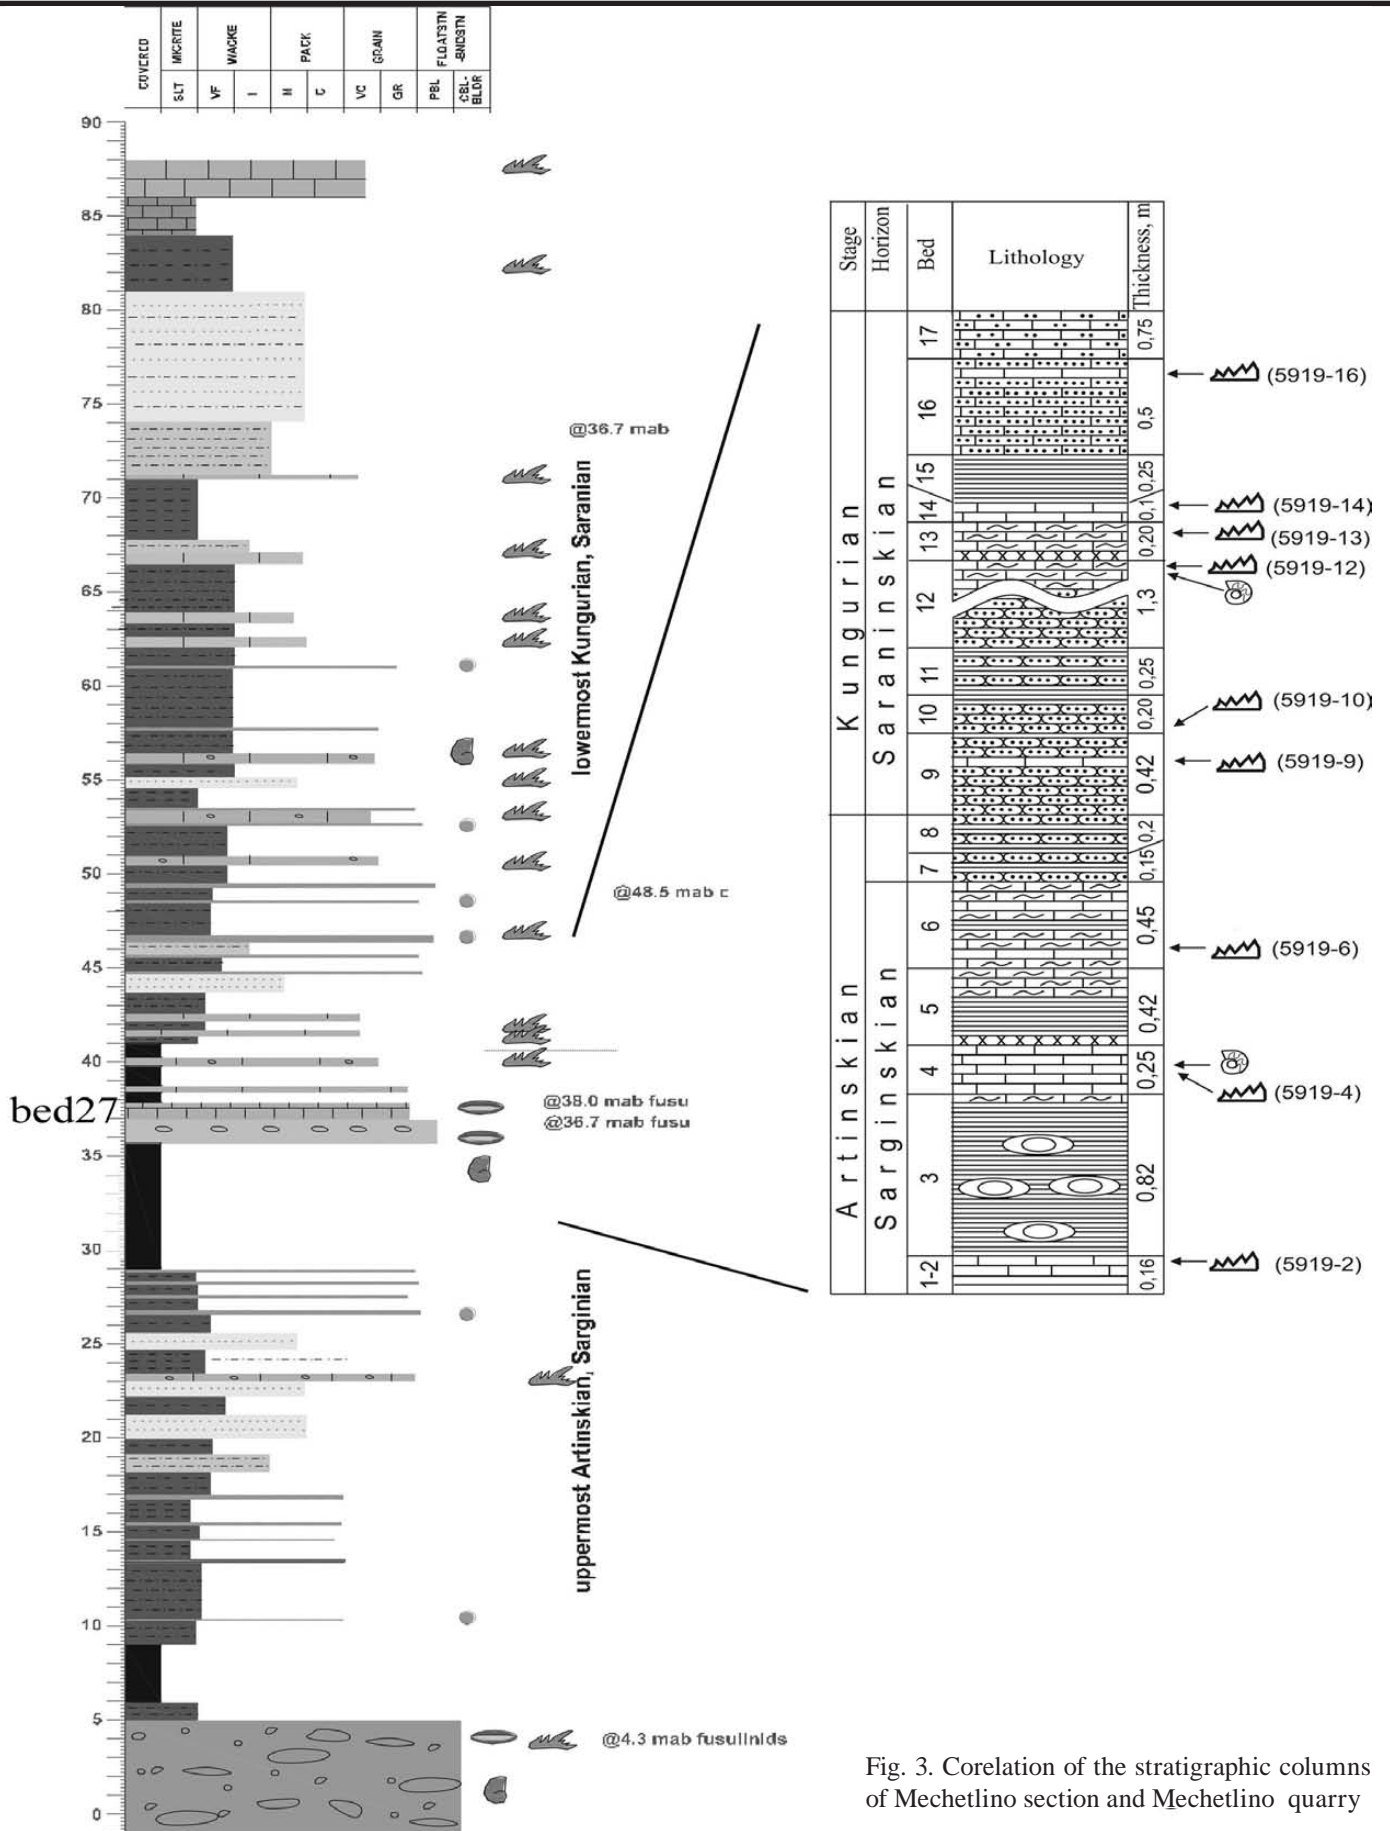 COVERED
MICRITE
WACKE
PACK
GRAIN
FLOATSTN
-BNDSTN
SLT
VF
M
C
VC
GR
PBL
CBL-
BLDR
90
85
80
75
70
65
60
55
50
45
40
bed27
35
30
25
20
15
10
5
0
@36.7 mab
lowermost Kungurian, Saranian
@48.5 mab c
@38.0 mab fusu
@36.7 mab fusu
uppermost Artinskian, Sarginian
@4.3 mab fusulinids
Stage
Horizon
Bed
Lithology
Thickness, m
Kungurian
Saraninskian
Artinskian
Sarginskian
17 0,75
16 0,5 (5919-16)
15 0,25
14 0,1 (5919-14)
13 0,20 (5919-13)
12 1,3 (5919-12)
11 0,25
10 0,20 (5919-10)
9 0,42 (5919-9)
8 0,2
7 0,15
6 0,45 (5919-6)
5 0,42
4 0,25 (5919-4)
3 0,82
1-2 0,16 (5919-2)
Fig. 3. Corelation of the stratigraphic columns
of Mechetlino section and Mechetlino quarry